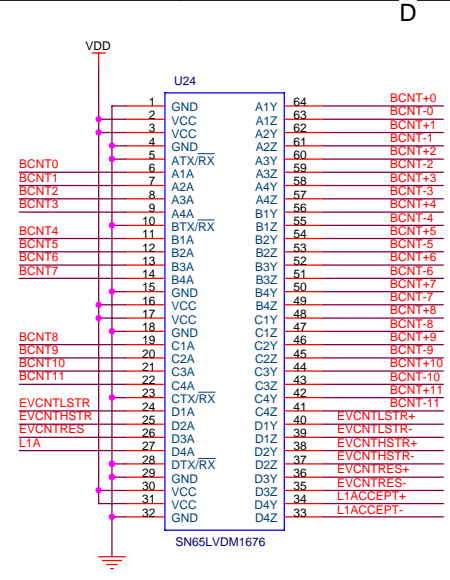 D
VDD
U24
1 GND A1Y 64 BCNT+0
2 VCC A1Z 63 BCNT-0
3 VCC A2Y 62 BCNT+1
4 GND A2Z 61 BCNT-1
5 ATX/RX A3Y 60 BCNT+2
BCNT0 6 A1A A3Z 59 BCNT-2
BCNT1 7 A2A A4Y 58 BCNT+3
BCNT2 8 A3A A4Z 57 BCNT-3
BCNT3 9 A4A B1Y 56 BCNT+4
10 BTX/RX B1Z 55 BCNT-4
BCNT4 11 B1A B2Y 54 BCNT+5
BCNT5 12 B2A B2Z 53 BCNT-5
BCNT6 13 B3A B3Y 52 BCNT+6
BCNT7 14 B4A B3Z 51 BCNT-6
15 GND B4Y 50 BCNT+7
16 VCC B4Z 49 BCNT-7
17 VCC C1Y 48 BCNT+8
18 GND C1Z 47 BCNT-8
BCNT8 19 C1A C2Y 46 BCNT+9
BCNT9 20 C2A C2Z 45 BCNT-9
BCNT10 21 C3A C3Y 44 BCNT+10
BCNT11 22 C4A C3Z 43 BCNT-10
23 CTX/RX C4Y 42 BCNT+11
EVCNTLSTR 24 D1A C4Z 41 BCNT-11
EVCNTHSTR 25 D2A D1Y 40 EVCNTLSTR+
EVCNTRES 26 D3A D1Z 39 EVCNTLSTR-
L1A 27 D4A D2Y 38 EVCNTHSTR+
28 DTX/RX D2Z 37 EVCNTHSTR-
29 GND D3Y 36 EVCNTRES+
30 VCC D3Z 35 EVCNTRES-
31 VCC D4Y 34 L1ACCEPT+
32 GND D4Z 33 L1ACCEPT-
SN65LVDM1676